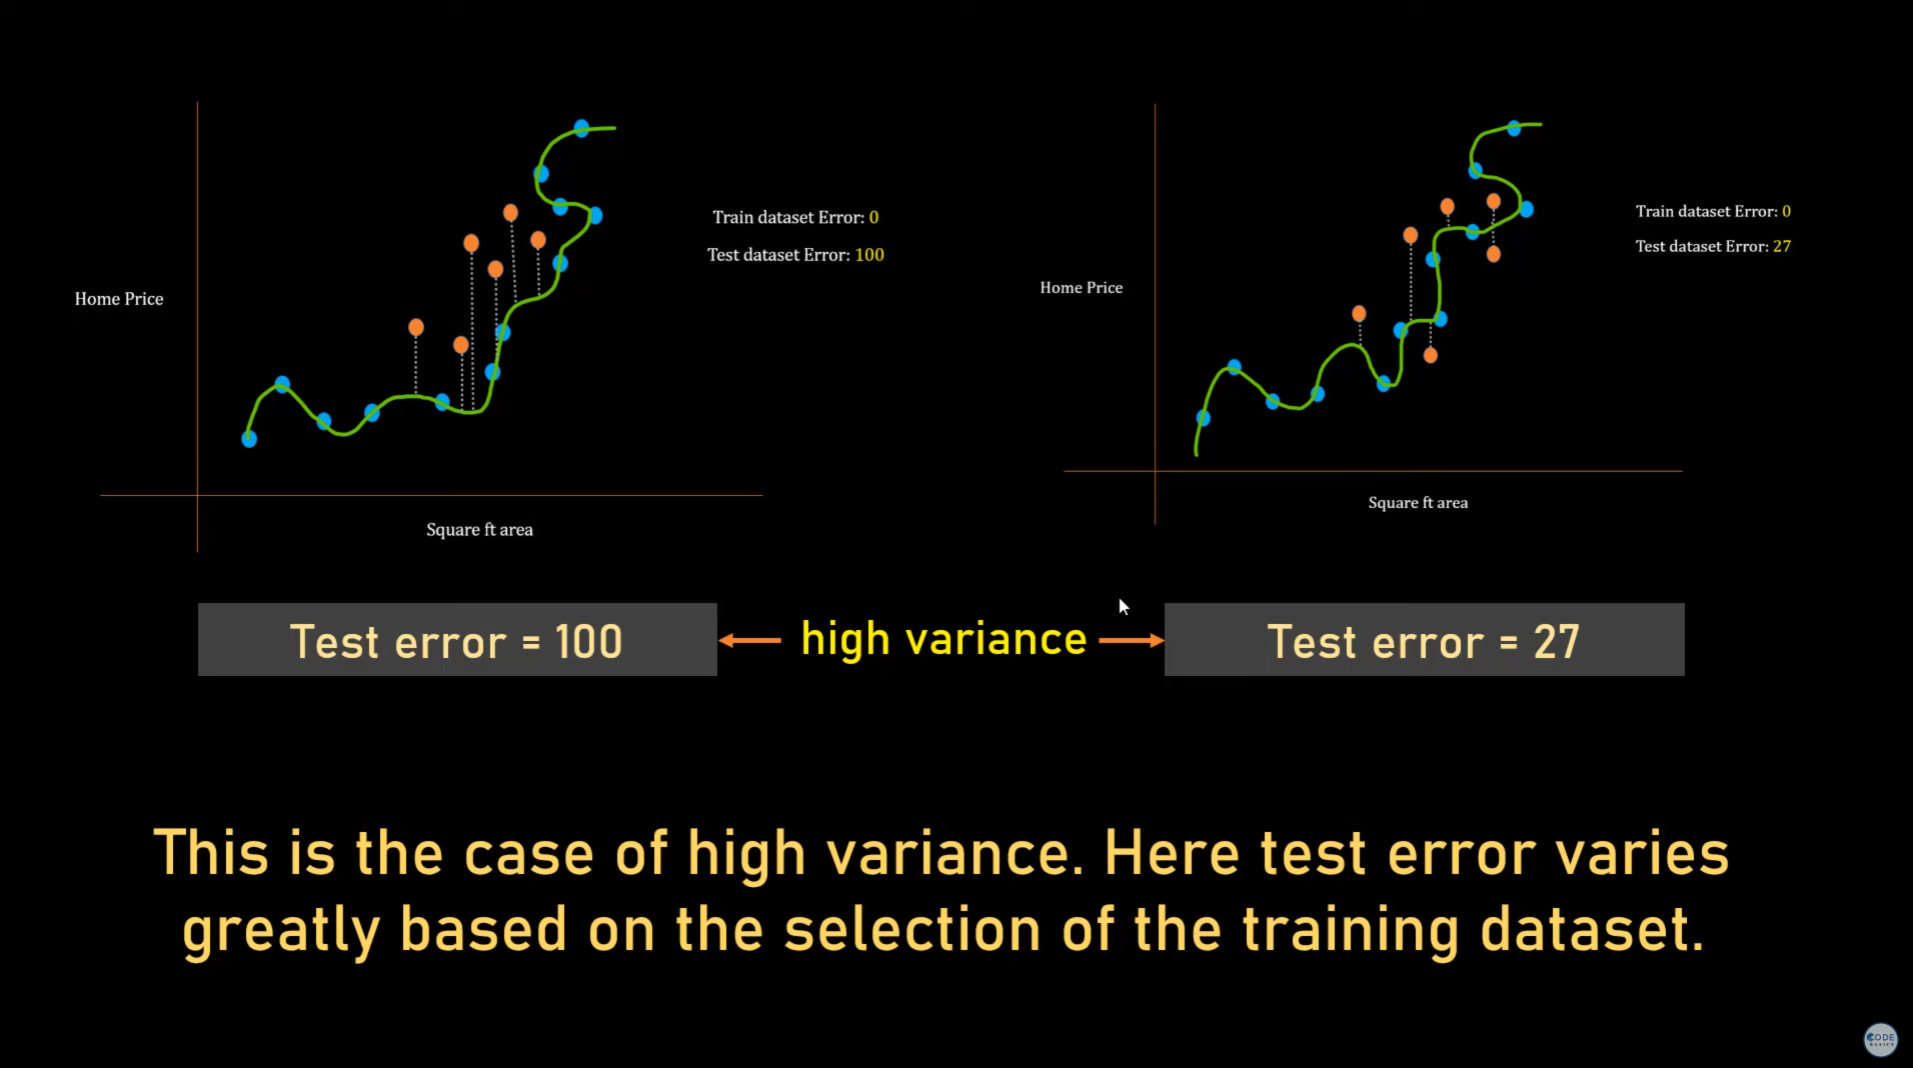 Home Price
Train dataset Error: 0
Test dataset Error: 100
Square ft area
Home Price
Train dataset Error: 0
Test dataset Error: 27
Square ft area
Test error = 100
high variance
Test error = 27
This is the case of high variance. Here test error varies
greatly based on the selection of the training dataset.
CODE
BASICS